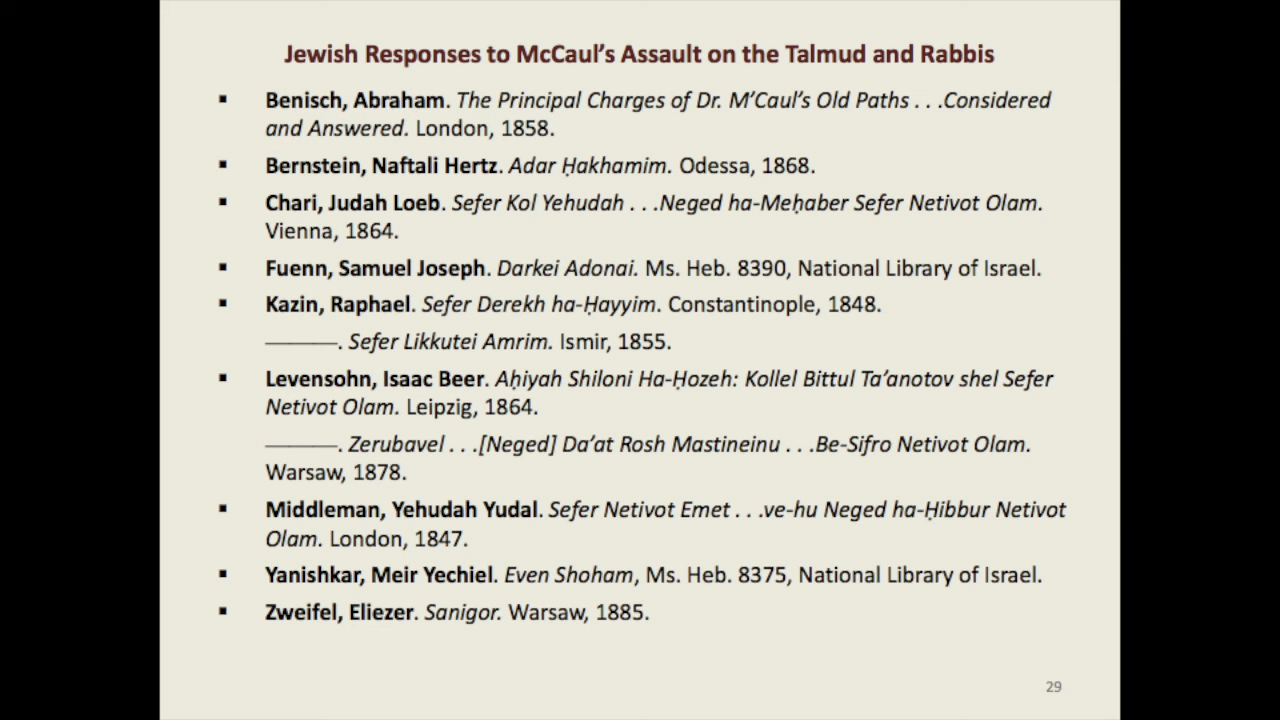 Jewish Responses to McCaul's Assault on the Talmud and Rabbis
▪ Benisch, Abraham. The Principal Charges of Dr. M'Caul's Old Paths . . .Considered
and Answered. London, 1858.
▪ Bernstein, Naftali Hertz. Adar Ḥakhamim. Odessa, 1868.
▪ Chari, Judah Loeb. Sefer Kol Yehudah . . .Neged ha-Meḥaber Sefer Netivot Olam.
Vienna, 1864.
▪ Fuenn, Samuel Joseph. Darkei Adonai. Ms. Heb. 8390, National Library of Israel.
▪ Kazin, Raphael. Sefer Derekh ha-Ḥayyim. Constantinople, 1848.
———. Sefer Likkutei Amrim. Ismir, 1855.
▪ Levensohn, Isaac Beer. Aḥiyah Shiloni Ha-Ḥozeh: Kollel Bittul Ta'anotov shel Sefer
Netivot Olam. Leipzig, 1864.
———. Zerubavel . . .[Neged] Da'at Rosh Mastineinu . . .Be-Sifro Netivot Olam.
Warsaw, 1878.
▪ Middleman, Yehudah Yudal. Sefer Netivot Emet . . .ve-hu Neged ha-Ḥibbur Netivot
Olam. London, 1847.
▪ Yanishkar, Meir Yechiel. Even Shoham, Ms. Heb. 8375, National Library of Israel.
▪ Zweifel, Eliezer. Sanigor. Warsaw, 1885.
29